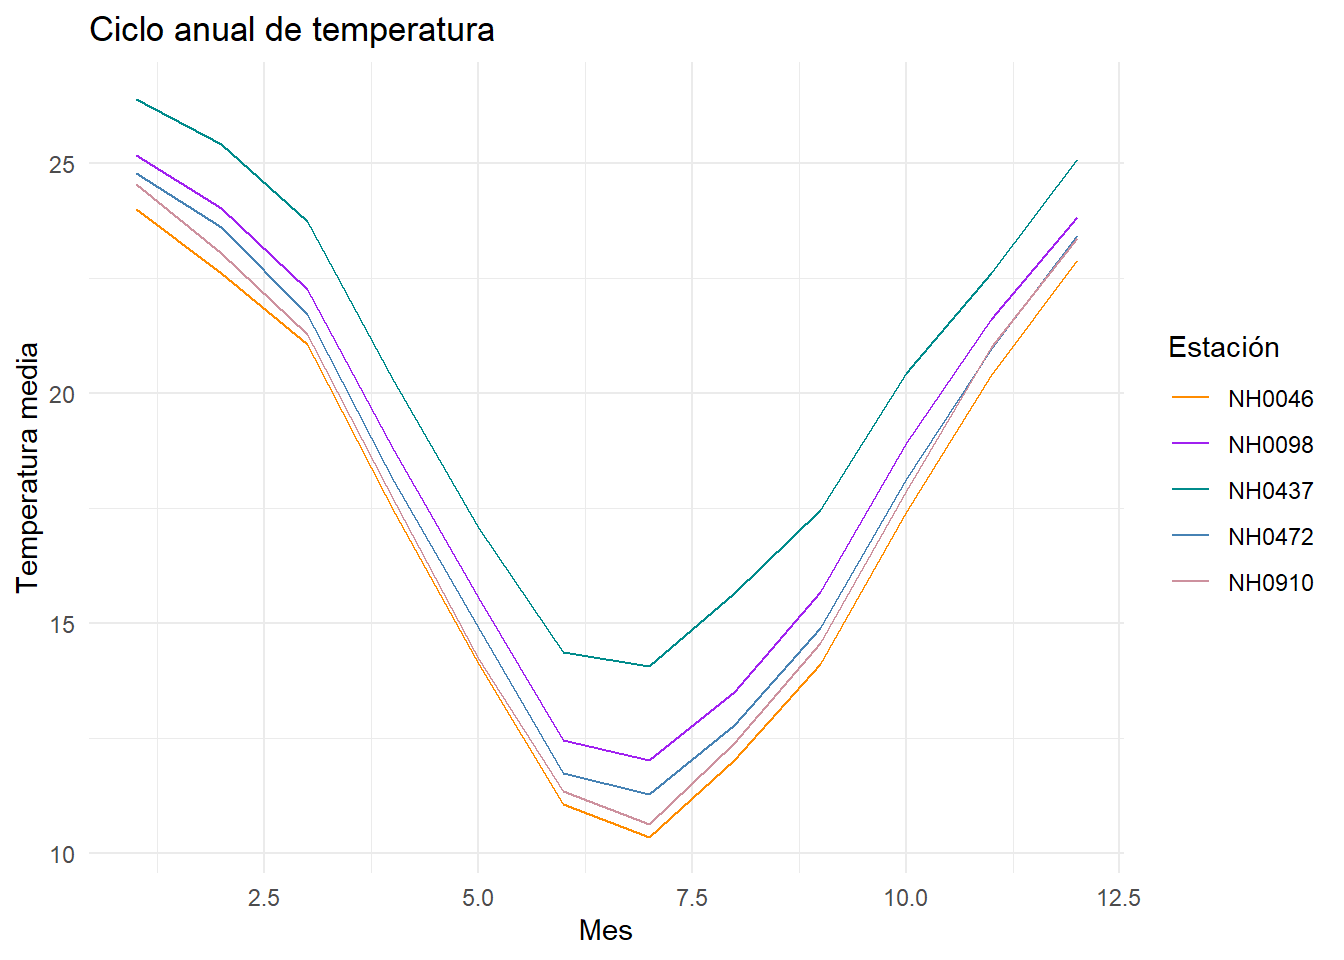 Ciclo anual de temperatura
25
20
15
10
Temperatura media
2.5 5.0 7.5 10.0 12.5
Mes
Estación
NH0046
NH0098
NH0437
NH0472
NH0910